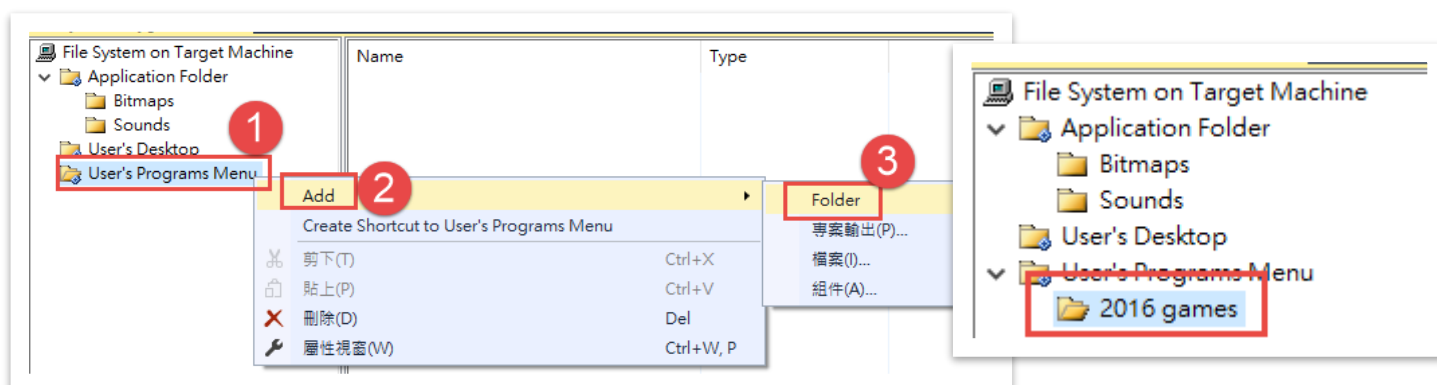 File System on Target Machine
Application Folder
Bitmaps
Sounds
User's Desktop
User's Programs Menu
Name
Type
1
2
3
Add
Create Shortcut to User's Programs Menu
剪下(T) Ctrl+X
貼上(P) Ctrl+V
刪除(D) Del
屬性視窗(W) Ctrl+W, P
Folder
專案輸出(P)...
檔案(I)...
組件(A)...
File System on Target Machine
Application Folder
Bitmaps
Sounds
User's Desktop
User's Programs Menu
2016 games